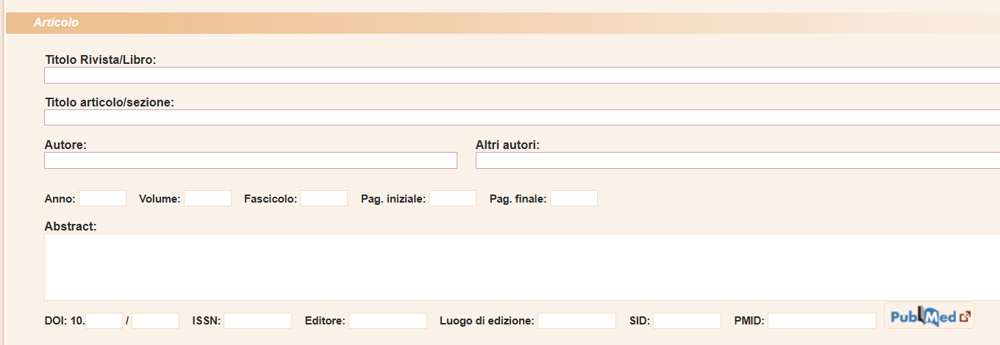 Articolo
Titolo Rivista/Libro:
Titolo articolo/sezione:
Autore: Altri autori:
Anno: Volume: Fascicolo: Pag. iniziale: Pag. finale:
Abstract:
DOI: 10. / ISSN: Editore: Luogo di edizione: SID: PMID: PubMed